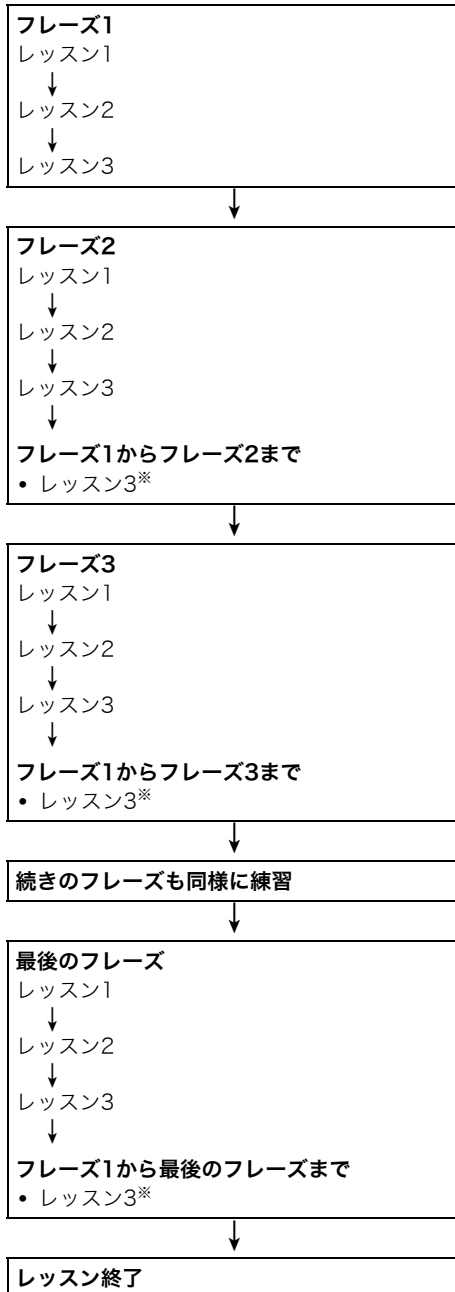 フレーズ1
レッスン1
↓
レッスン2
↓
レッスン3
↓
フレーズ2
レッスン1
↓
レッスン2
↓
レッスン3
↓
フレーズ1からフレーズ2まで
• レッスン3※
↓
フレーズ3
レッスン1
↓
レッスン2
↓
レッスン3
↓
フレーズ1からフレーズ3まで
• レッスン3※
↓
続きのフレーズも同様に練習
↓
最後のフレーズ
レッスン1
↓
レッスン2
↓
レッスン3
↓
フレーズ1から最後のフレーズまで
• レッスン3※
↓
レッスン終了